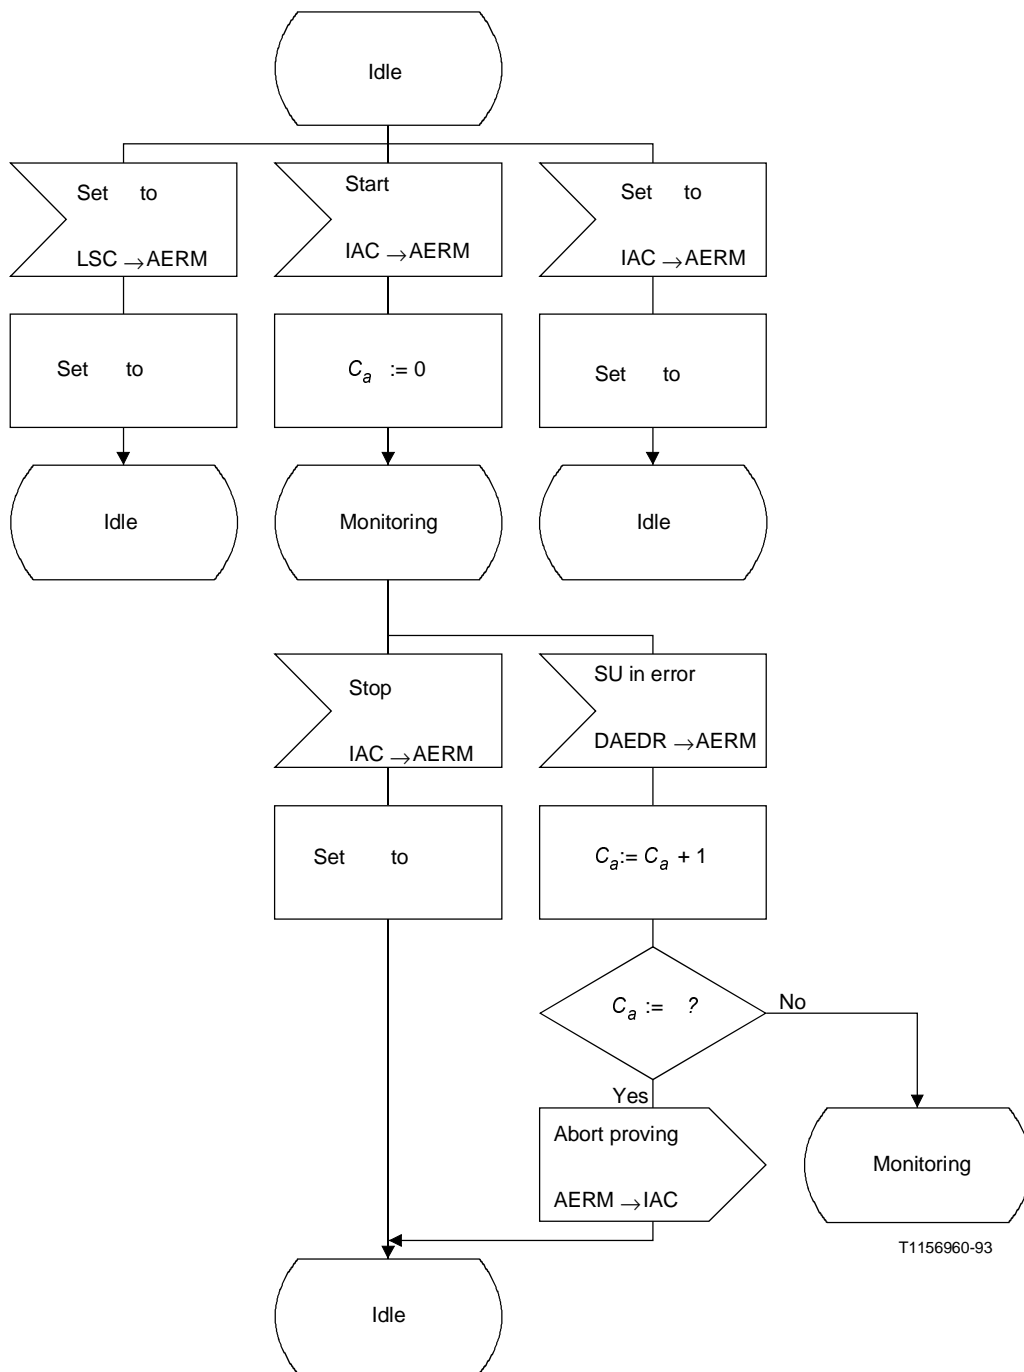 Idle
Set to
LSC → AERM
Start
IAC → AERM
Set to
IAC → AERM
Set to
Cₐ := 0
Set to
Idle
Monitoring
Idle
Stop
IAC → AERM
SU in error
DAEDR → AERM
Set to
Cₐ := Cₐ + 1
Cₐ := ?
No
Yes
Abort proving
AERM → IAC
Monitoring
T1156960-93
Idle